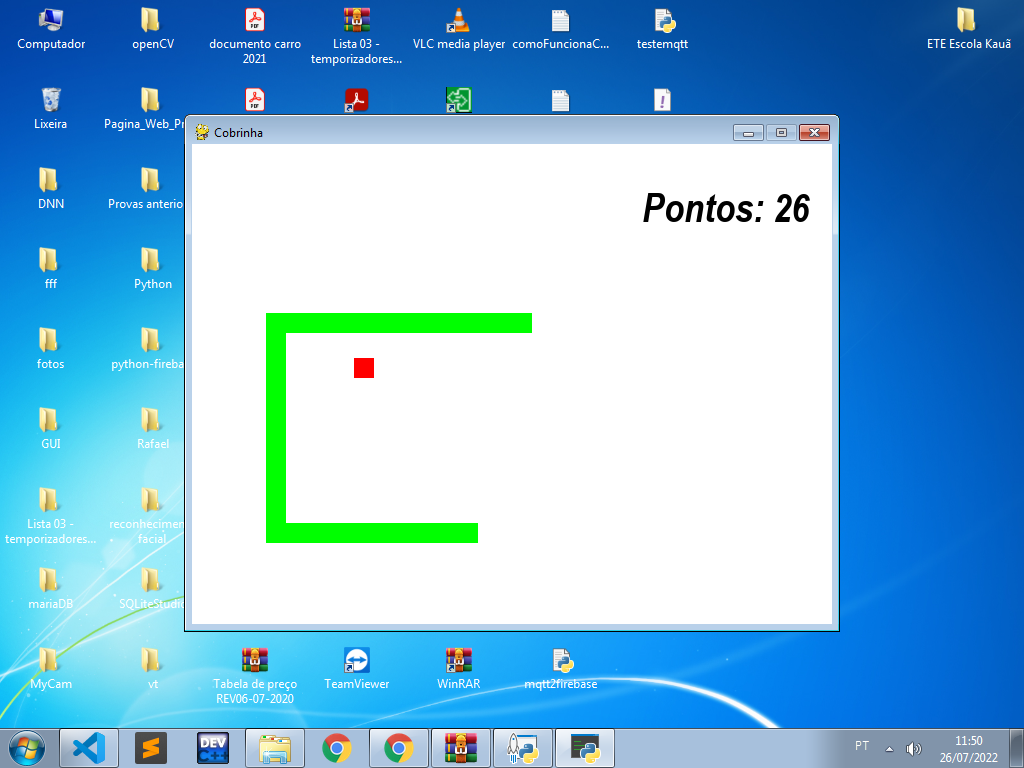 Computador
openCV
documento carro
2021
Lista 03 -
temporizadores...
VLC media player
comoFuncionaC...
testemqtt
ETE Escola Kauã
Lixeira
Pagina_Web_Pr
Cobrinha
DNN
Provas anterio
Pontos: 26
fff
Python
fotos
python-fireba
GUI
Rafael
Lista 03 -
temporizadores...
reconhecimen
facial
mariaDB
SQLiteStudio
MyCam
vt
Tabela de preço
REV06-07-2020
TeamViewer
WinRAR
mqtt2firebase
DEV
C++
PT
11:50
26/07/2022